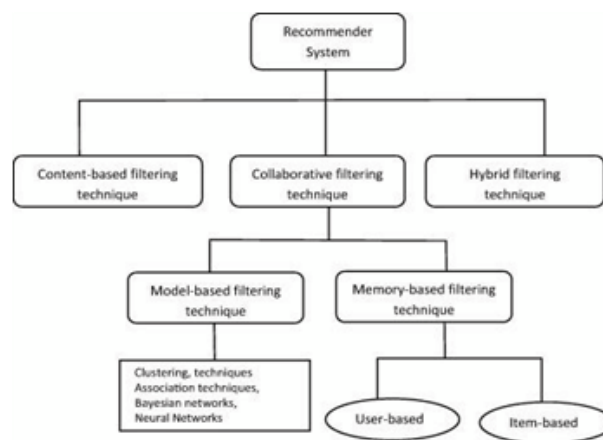 Recommender
System
Content-based filtering
technique
Collaborative filtering
technique
Hybrid filtering
technique
Model-based filtering
technique
Memory-based filtering
technique
Clustering, techniques
Association techniques,
Bayesian networks,
Neural Networks
User-based
Item-based